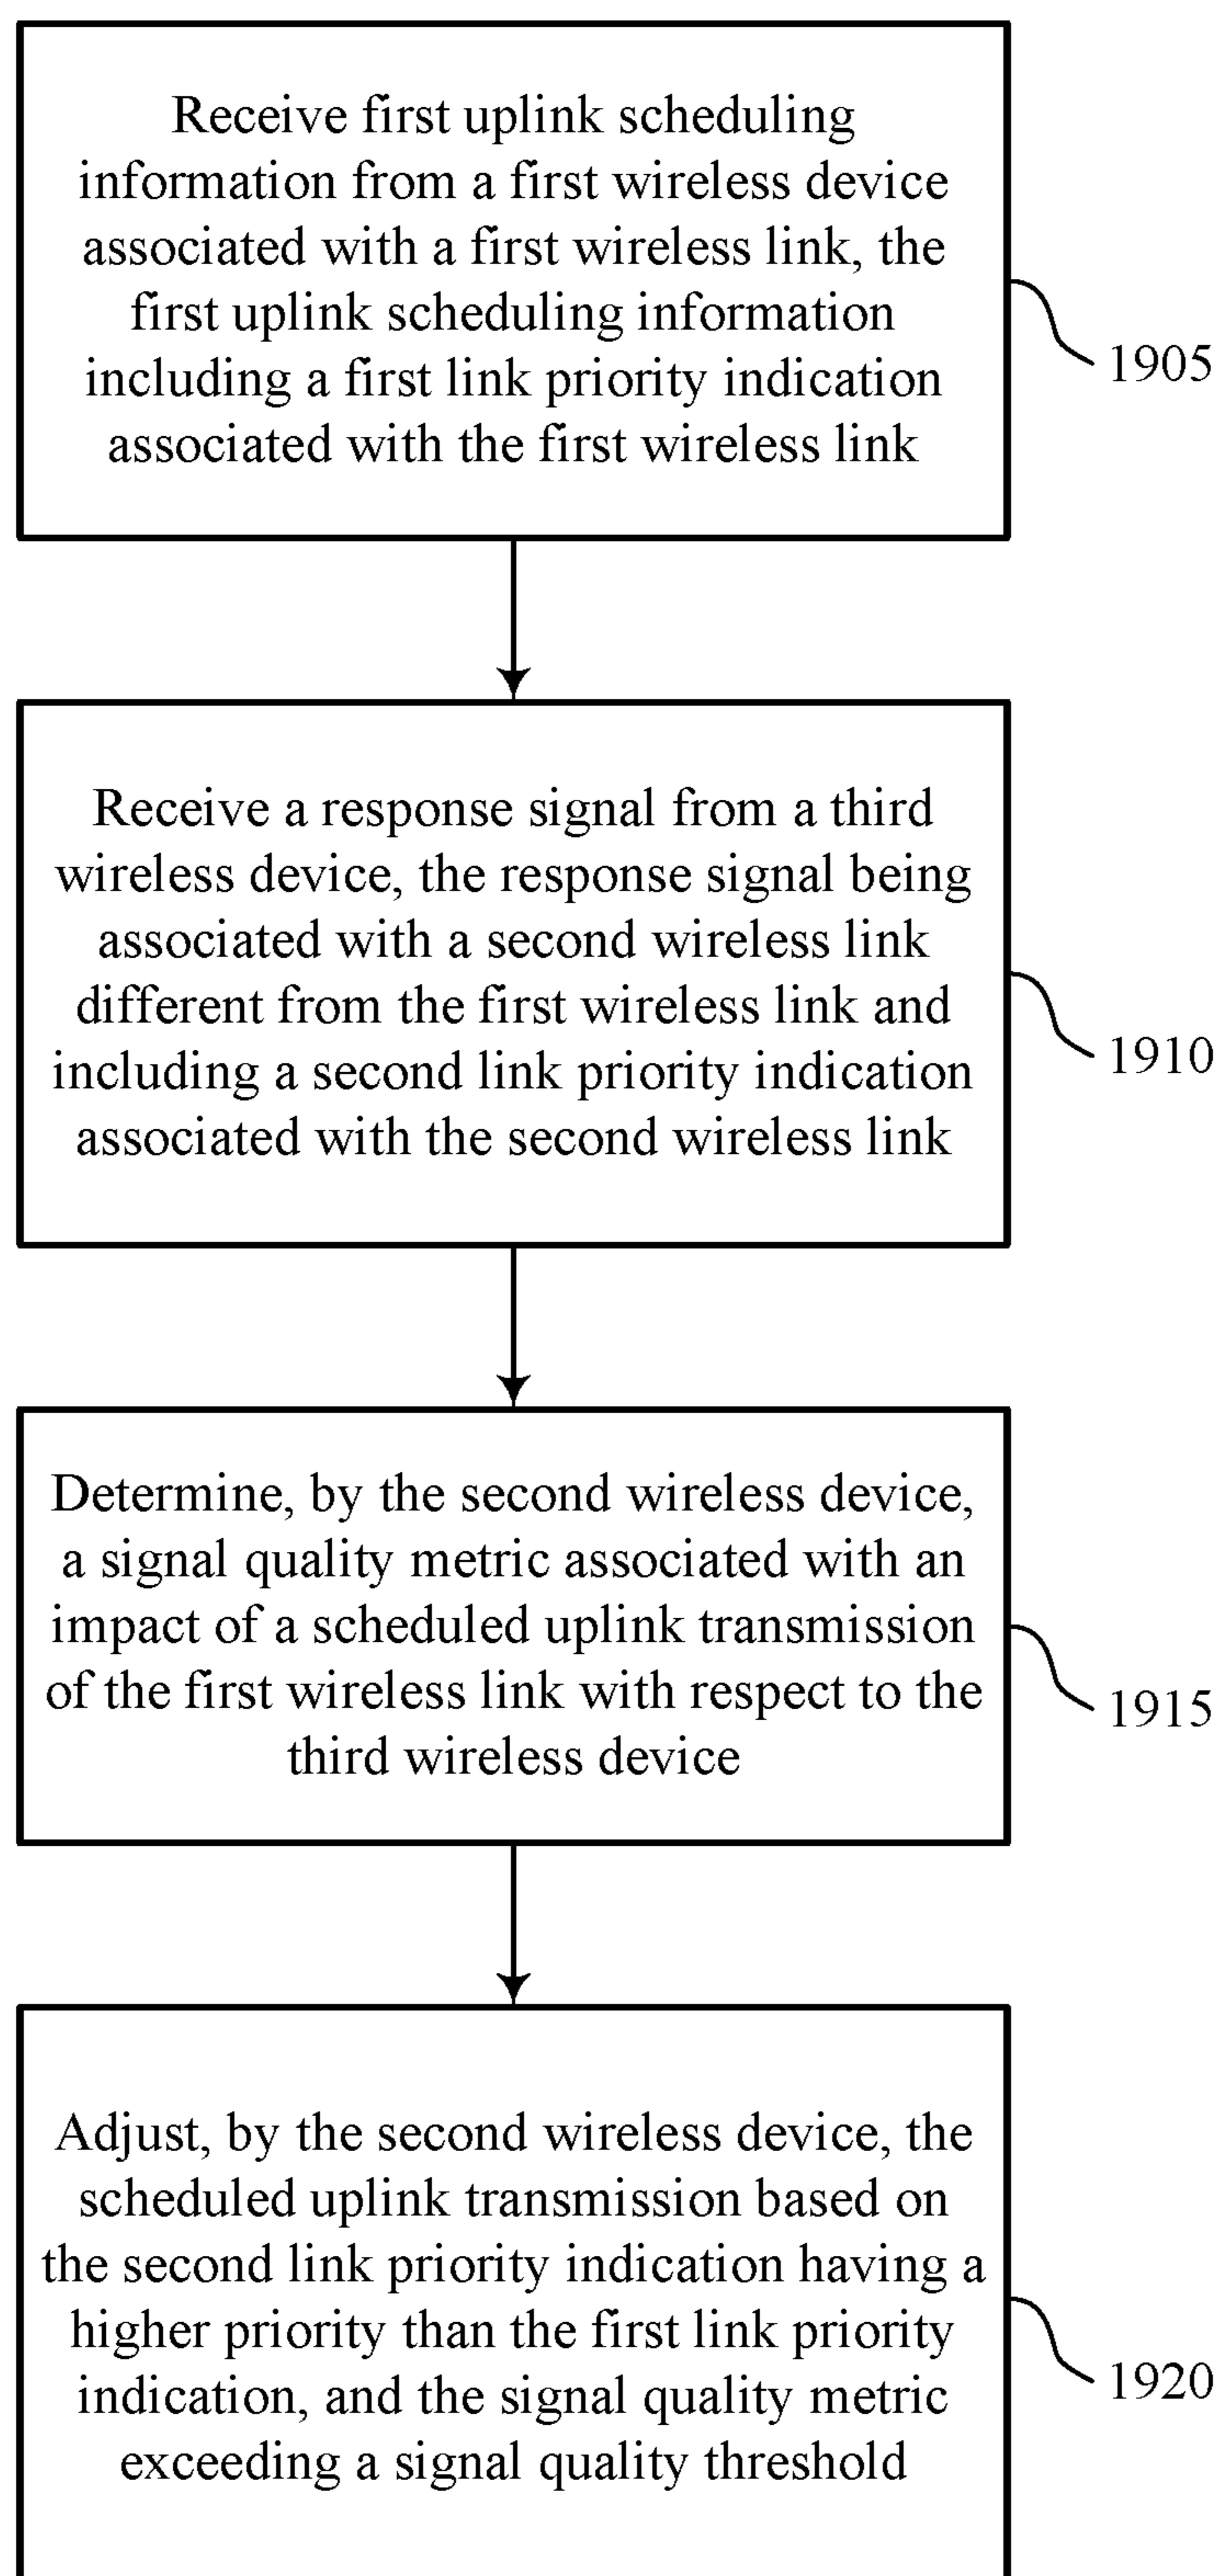 Receive first uplink scheduling
information from a first wireless device
associated with a first wireless link, the
first uplink scheduling information
including a first link priority indication
associated with the first wireless link
1905
Receive a response signal from a third
wireless device, the response signal being
associated with a second wireless link
different from the first wireless link and
including a second link priority indication
associated with the second wireless link
1910
Determine, by the second wireless device,
a signal quality metric associated with an
impact of a scheduled uplink transmission
of the first wireless link with respect to the
third wireless device
1915
Adjust, by the second wireless device, the
scheduled uplink transmission based on
the second link priority indication having a
higher priority than the first link priority
indication, and the signal quality metric
exceeding a signal quality threshold
1920